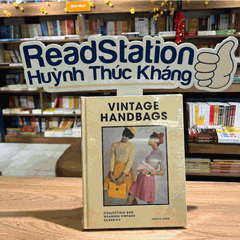 ReadStation
Huỳnh Thúc Kháng
VINTAGE
HANDBAGS
COLLECTING AND
WEARING VINTAGE
CLASSICS